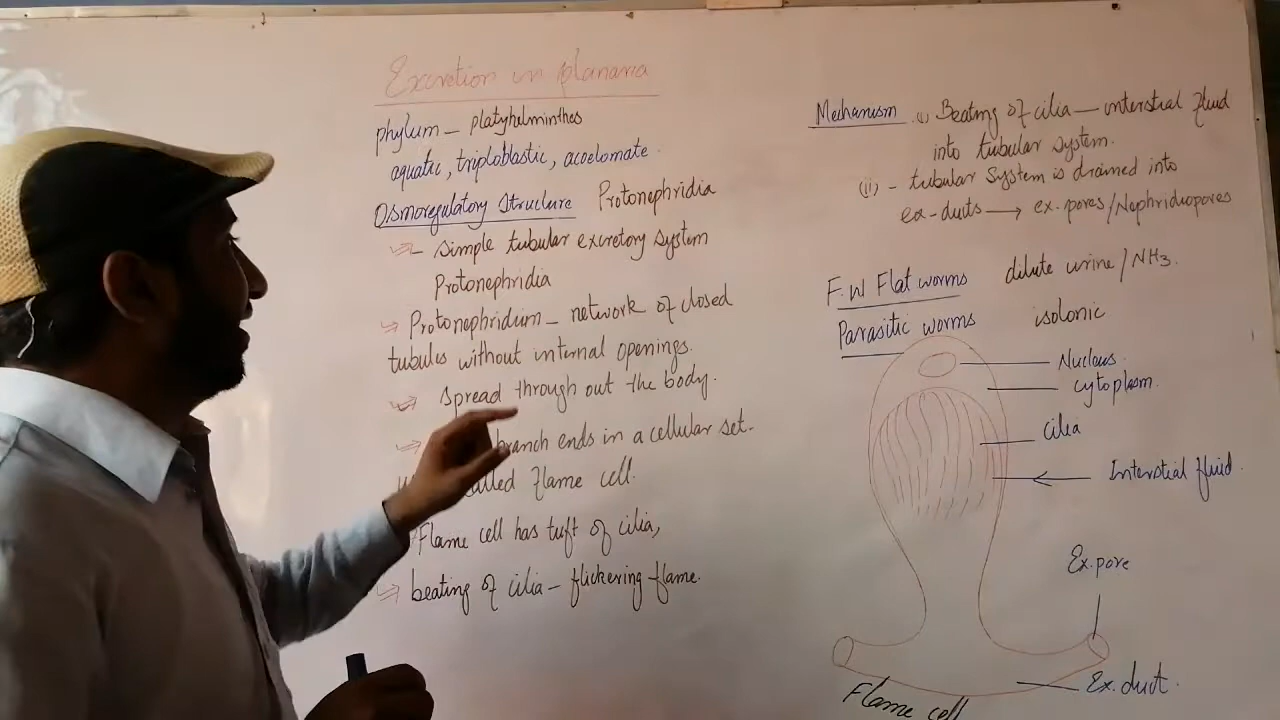 Excretion in planaria
phylum - platyhelminthes
aquatic, triploblastic, acoelomate.
Osmoregulatory Structure Protonephridia
- Simple tubular excretory system
Protonephridia
Protonephridium - network of closed
tubules without internal openings.
Spread through out the body.
branch ends in a cellular set.
called flame cell.
Flame cell has tuft of cilia,
beating of cilia - flickering flame.
Mechanism (i) Beating of cilia — interstial fluid
into tubular system.
(ii) - tubular System is drained into
ex-ducts → ex. pores/Nephridiopores
F.W Flat worms dilute urine / NH3.
Parasitic worms isotonic
Nucleus.
cytoplasm.
cilia
Interstial fluid.
Ex. pore
Ex. duct.
Flame cell